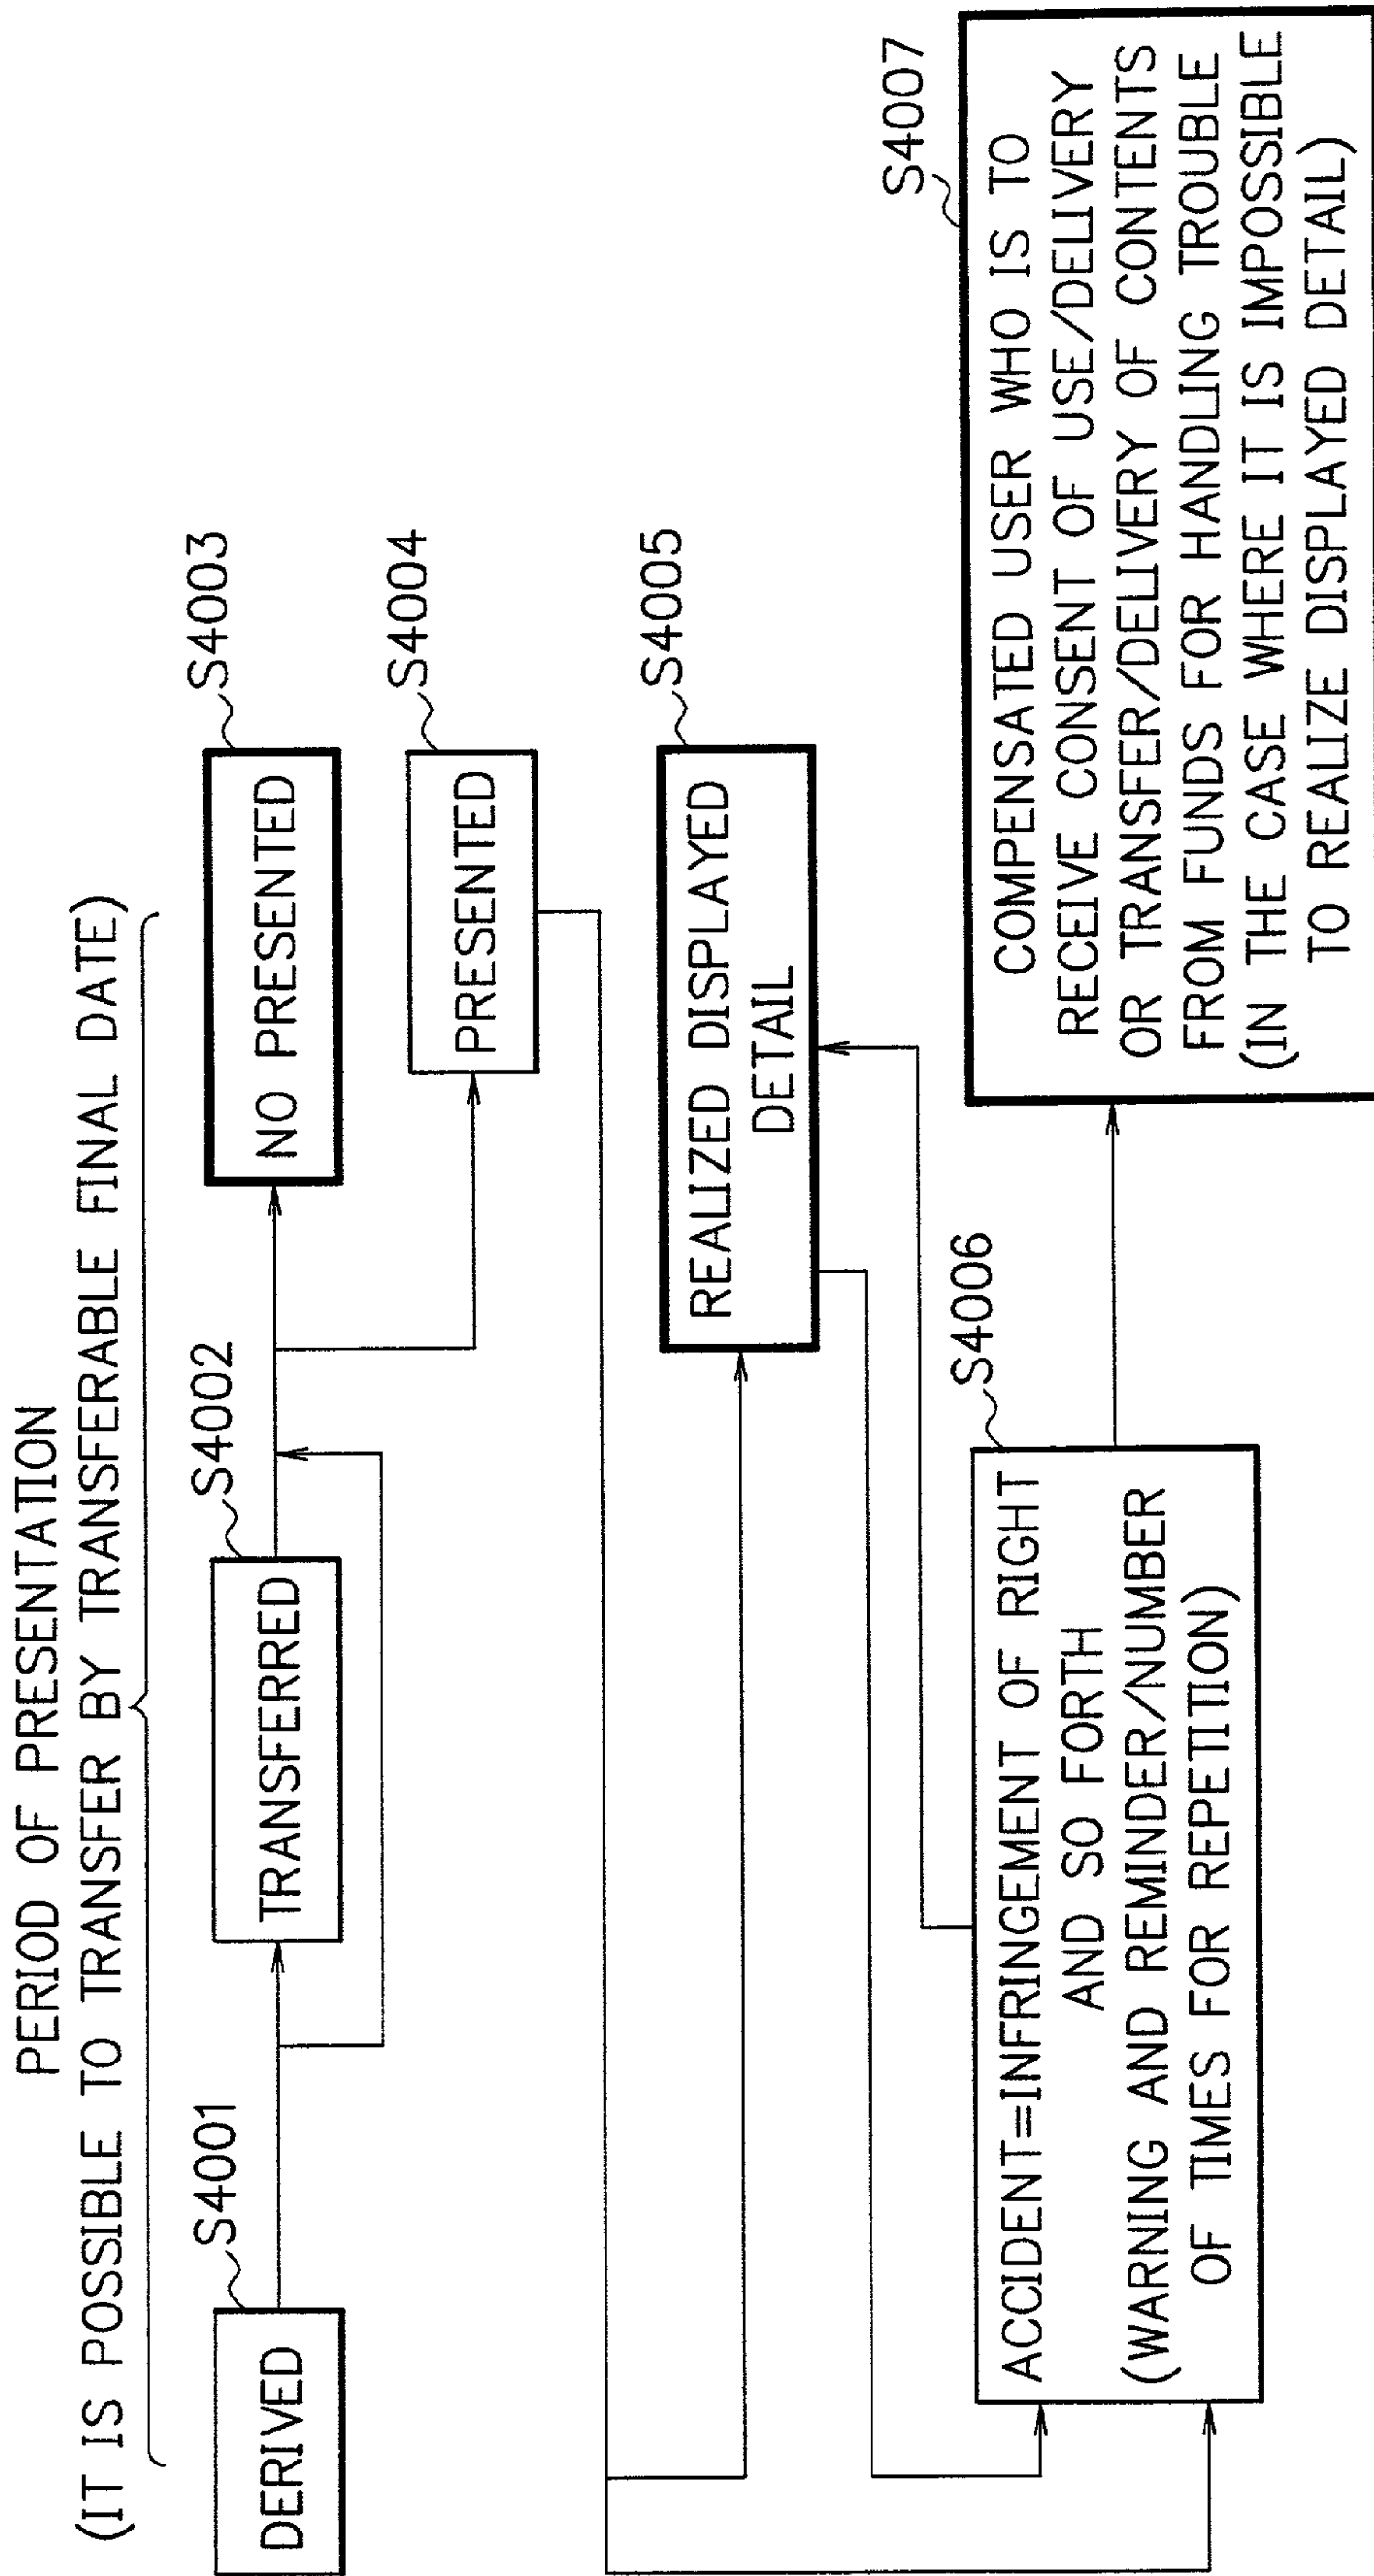 PERIOD OF PRESENTATION
(IT IS POSSIBLE TO TRANSFER BY TRANSFERABLE FINAL DATE)
S4001
DERIVED
S4002
TRANSFERRED
S4003
NO PRESENTED
S4004
PRESENTED
S4005
REALIZED DISPLAYED
DETAIL
S4006
ACCIDENT=INFRINGEMENT OF RIGHT
AND SO FORTH
(WARNING AND REMINDER/NUMBER
OF TIMES FOR REPETITION)
S4007
COMPENSATED USER WHO IS TO
RECEIVE CONSENT OF USE/DELIVERY
OR TRANSFER/DELIVERY OF CONTENTS
FROM FUNDS FOR HANDLING TROUBLE
(IN THE CASE WHERE IT IS IMPOSSIBLE
TO REALIZE DISPLAYED DETAIL)